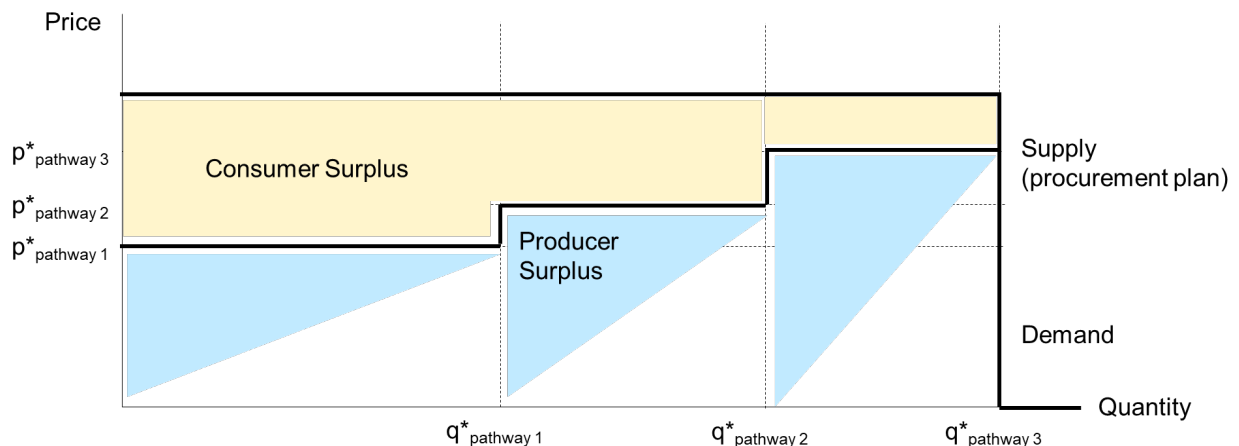 Price
p*pathway 3
p*pathway 2
p*pathway 1
Consumer Surplus
Producer
Surplus
Supply
(procurement plan)
Demand
Quantity
q*pathway 1
q*pathway 2
q*pathway 3